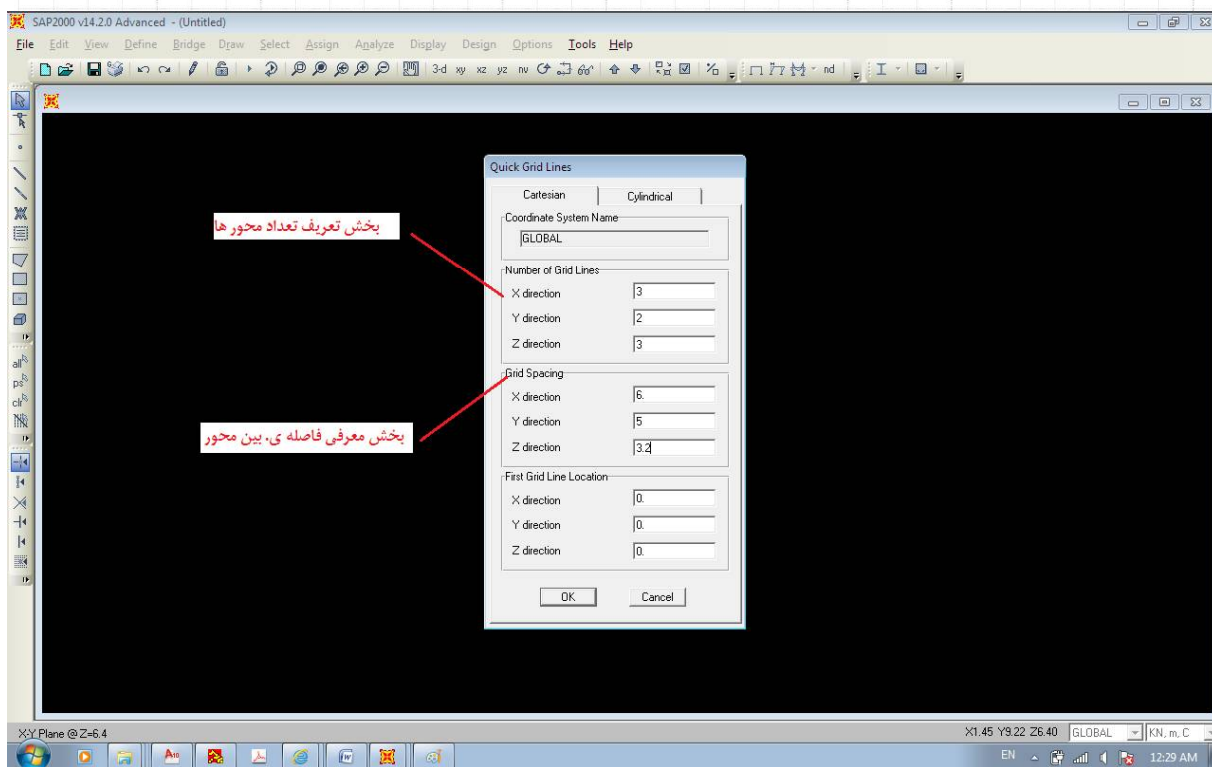 SAP2000 v14.2.0 Advanced - (Untitled)
File Edit View Define Bridge Draw Select Assign Analyze Display Design Options Tools Help
3-d xy xz yz nv nd
all
ps
clr
Quick Grid Lines
Cartesian Cylindrical
Coordinate System Name
GLOBAL
بخش تعریف تعداد محور ها
Number of Grid Lines
X direction 3
Y direction 2
Z direction 3
Grid Spacing
X direction 6.
Y direction 5
Z direction 3.2
بخش معرفی فاصله ی، بین محور
First Grid Line Location
X direction 0.
Y direction 0.
Z direction 0.
OK Cancel
X-Y Plane @ Z=6.4 X1.45 Y9.22 Z6.40 GLOBAL KN, m, C
EN 12:29 AM